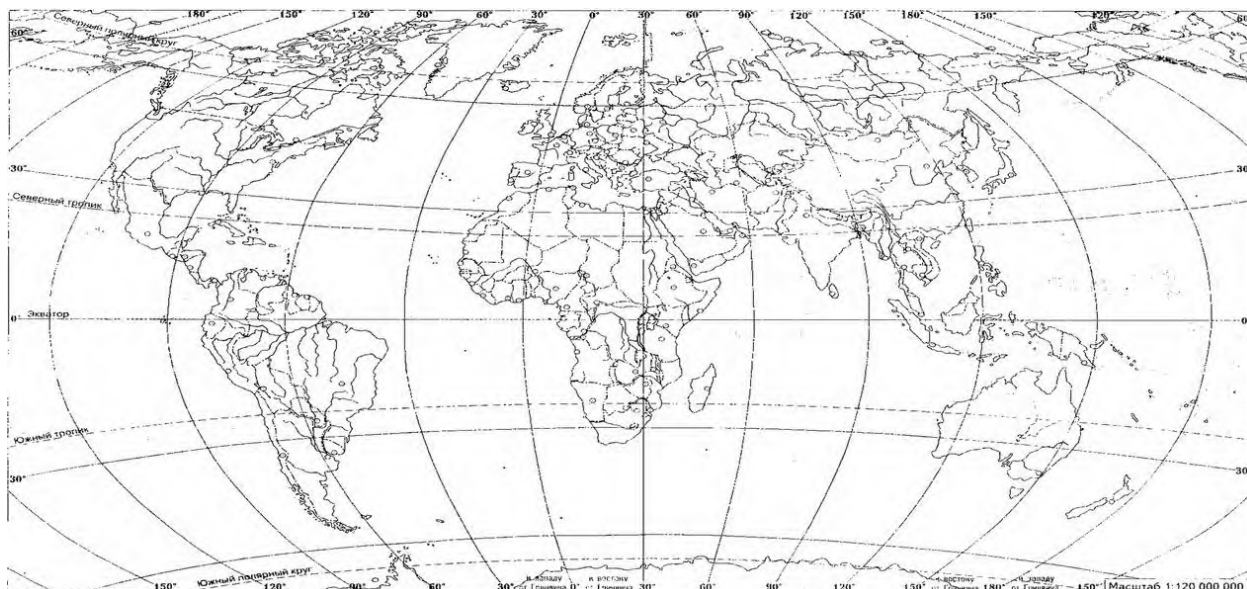 180° 150° 120° 90° 60° 30° 0° 30° 60° 90° 120° 150° 180° 150° 120°
Северный полярный круг
60° 60
30° 30°
Северный тропик
0° Экватор 0
Южный тропик
30° 30°
Южный полярный круг
к западу к востоку к востоку к западу
150° 120° 90° 60° 30° от Гринвича 0° от Гринвича 30° 60° 90° 120° 150° от Гринвича 180° от Гринвича 150° Масштаб 1:120 000 000